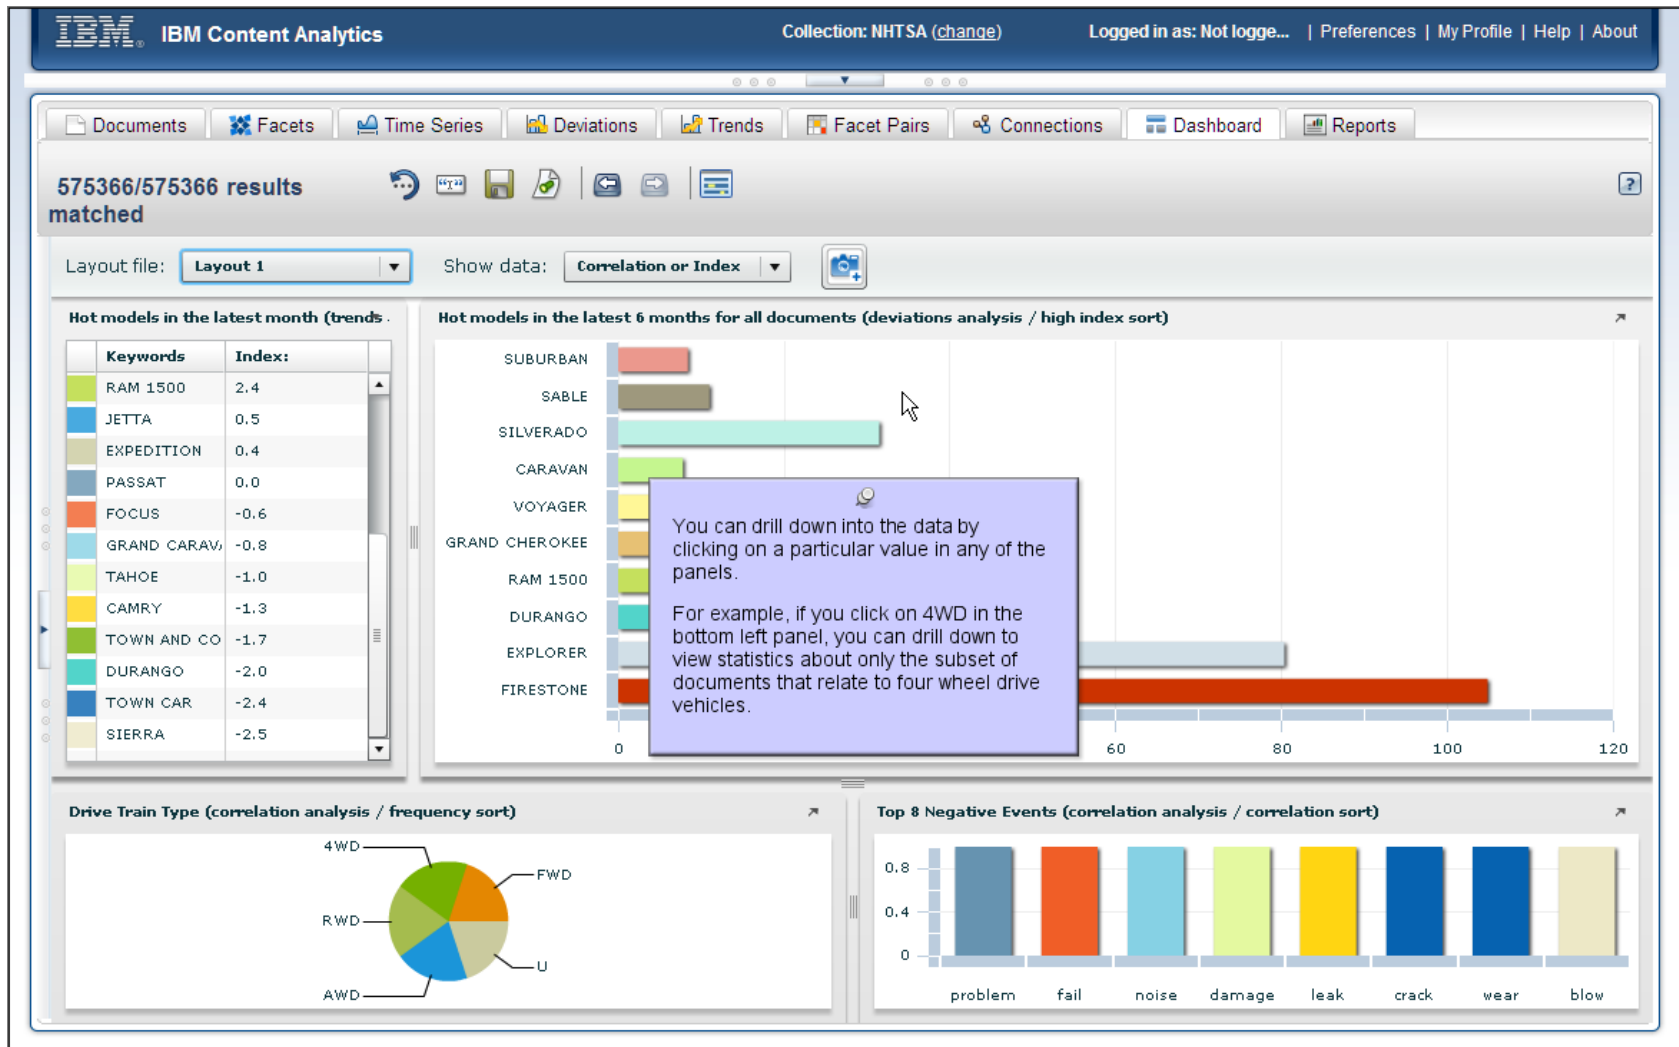 IBM® IBM Content Analytics
Collection: NHTSA (change)
Logged in as: Not logge... | Preferences | My Profile | Help | About
Documents
Facets
Time Series
Deviations
Trends
Facet Pairs
Connections
Dashboard
Reports
575366/575366 results
matched
?
Layout file: Layout 1
Show data: Correlation or Index
Hot models in the latest month (trends .
Keywords Index:
RAM 1500 2.4
JETTA 0.5
EXPEDITION 0.4
PASSAT 0.0
FOCUS -0.6
GRAND CARAV -0.8
TAHOE -1.0
CAMRY -1.3
TOWN AND CO -1.7
DURANGO -2.0
TOWN CAR -2.4
SIERRA -2.5
Hot models in the latest 6 months for all documents (deviations analysis / high index sort)
SUBURBAN
SABLE
SILVERADO
CARAVAN
VOYAGER
GRAND CHEROKEE
RAM 1500
DURANGO
EXPLORER
FIRESTONE
0 60 80 100 120
You can drill down into the data by
clicking on a particular value in any of the
panels.
For example, if you click on 4WD in the
bottom left panel, you can drill down to
view statistics about only the subset of
documents that relate to four wheel drive
vehicles.
Drive Train Type (correlation analysis / frequency sort)
4WD
FWD
RWD
U
AWD
Top 8 Negative Events (correlation analysis / correlation sort)
0.8
0.4
0
problem fail noise damage leak crack wear blow